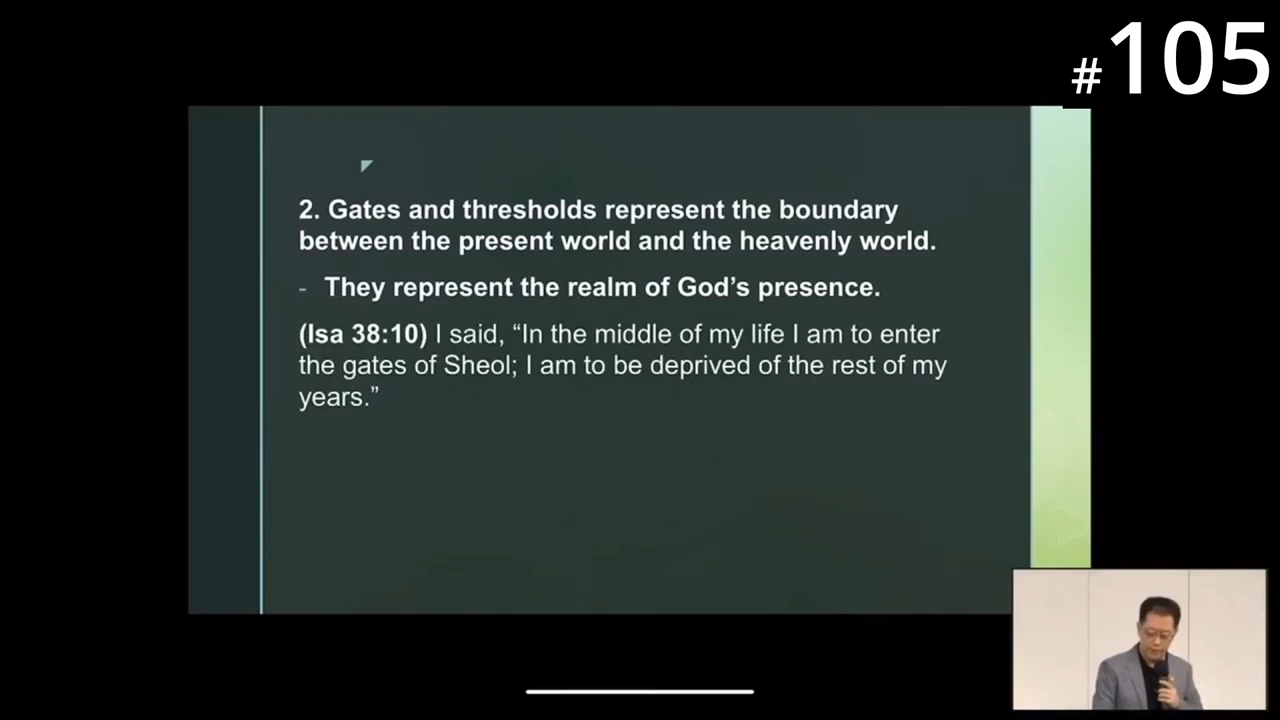 #105
2. Gates and thresholds represent the boundary
between the present world and the heavenly world.
- They represent the realm of God’s presence.
(Isa 38:10) I said, “In the middle of my life I am to enter
the gates of Sheol; I am to be deprived of the rest of my
years.”